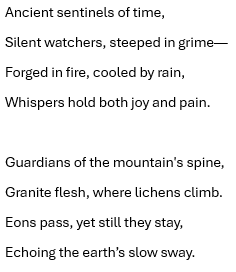 Ancient sentinels of time,
Silent watchers, steeped in grime—
Forged in fire, cooled by rain,
Whispers hold both joy and pain.

Guardians of the mountain's spine,
Granite flesh, where lichens climb.
Eons pass, yet still they stay,
Echoing the earth’s slow sway.